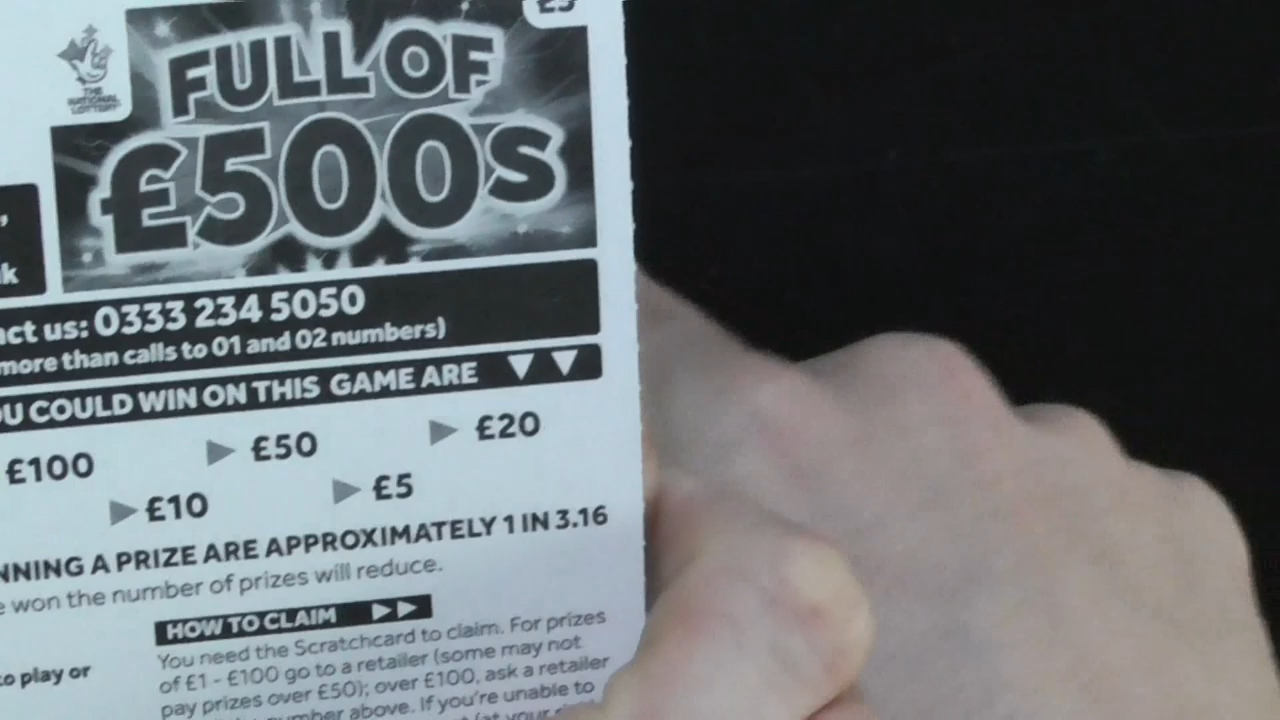 £5
THE
NATIONAL
LOTTERY
FULL OF
£500s
,
k
ct us: 0333 234 5050
more than calls to 01 and 02 numbers)
U COULD WIN ON THIS GAME ARE
£100 £50 £20
£10 £5
NNING A PRIZE ARE APPROXIMATELY 1 IN 3.16
e won the number of prizes will reduce.
HOW TO CLAIM
You need the Scratchcard to claim. For prizes
of £1 - £100 go to a retailer (some may not
pay prizes over £50); over £100, ask a retailer
number above. If you're unable to
(at your
to play or